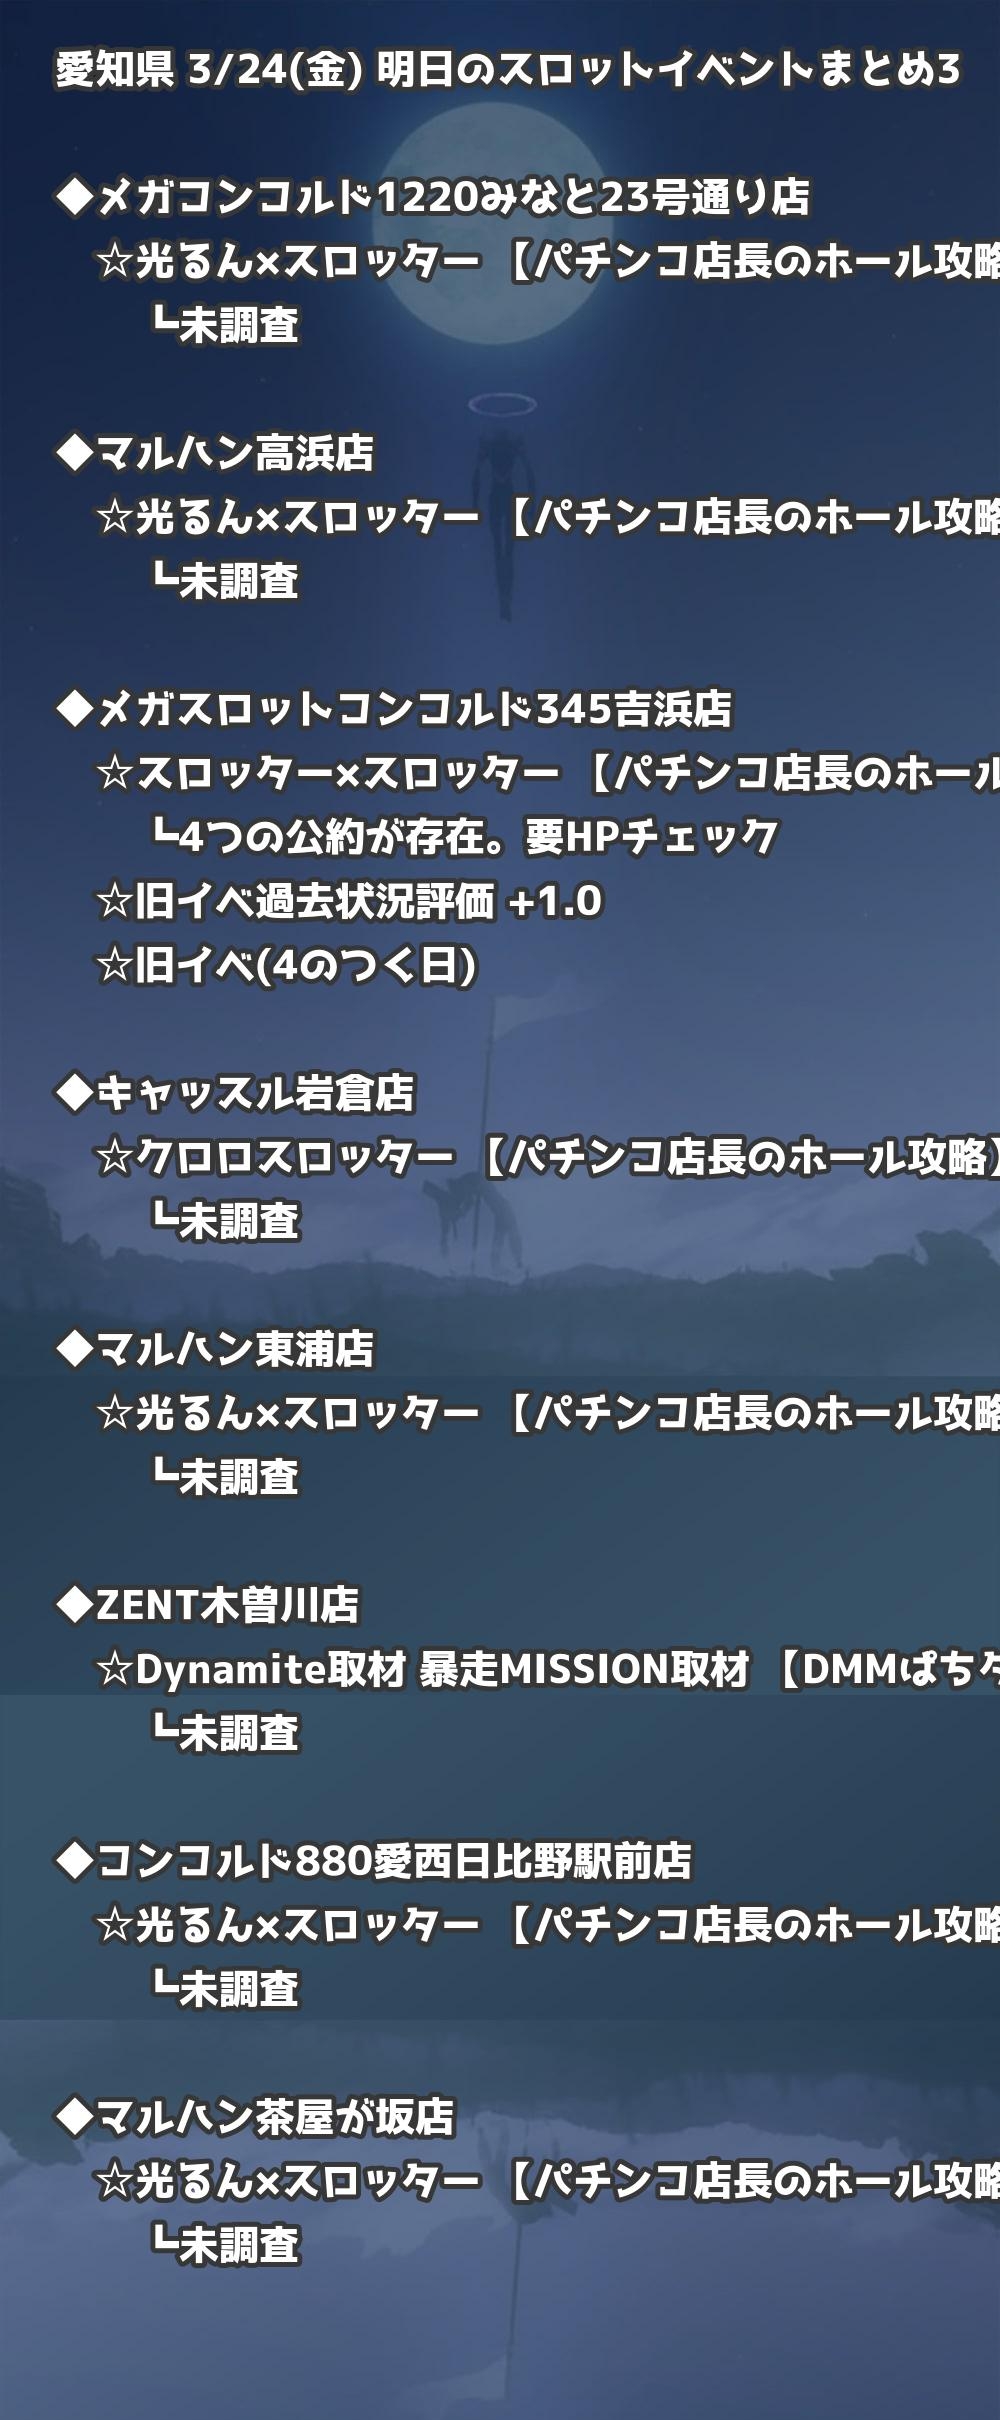 愛知県 3/24(金) 明日のスロットイベントまとめ3
◆メガコンコルド1220みなと23号通り店
☆光るん×スロッター 【パチンコ店長のホール攻略
┗未調査
◆マルハン高浜店
☆光るん×スロッター 【パチンコ店長のホール攻略
┗未調査
◆メガスロットコンコルド345吉浜店
☆スロッター×スロッター 【パチンコ店長のホール
┗4つの公約が存在。要HPチェック
☆旧イベ過去状況評価 +1.0
☆旧イベ(4のつく日)
◆キャッスル岩倉店
☆クロロスロッター 【パチンコ店長のホール攻略】
┗未調査
◆マルハン東浦店
☆光るん×スロッター 【パチンコ店長のホール攻略
┗未調査
◆ZENT木曽川店
☆Dynamite取材 暴走MISSION取材 【DMMぱちタ
┗未調査
◆コンコルド880愛西日比野駅前店
☆光るん×スロッター 【パチンコ店長のホール攻略
┗未調査
◆マルハン茶屋が坂店
☆光るん×スロッター 【パチンコ店長のホール攻略
┗未調査